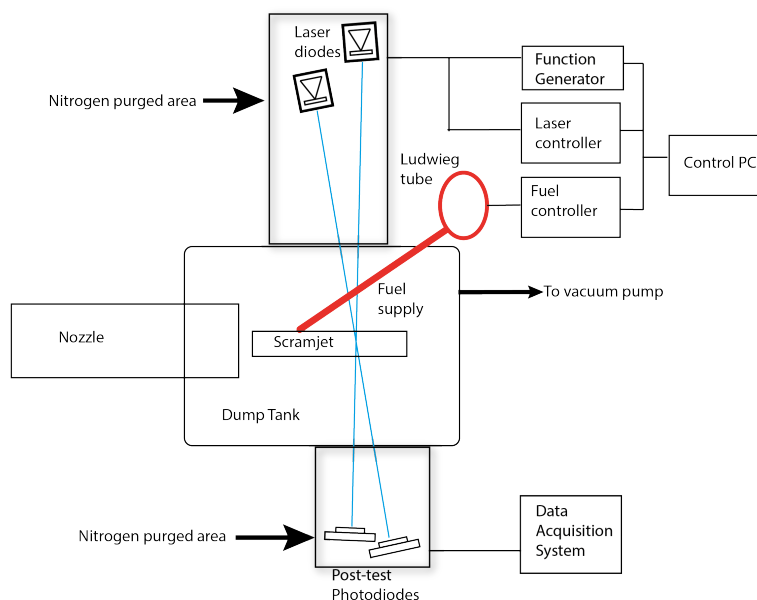 Laser
diodes
Function
Generator
Nitrogen purged area
Laser
controller
Ludwieg
tube
Control PC
Fuel
controller
Fuel
supply
To vacuum pump
Nozzle
Scramjet
Dump Tank
Nitrogen purged area
Data
Acquisition
System
Post-test
Photodiodes